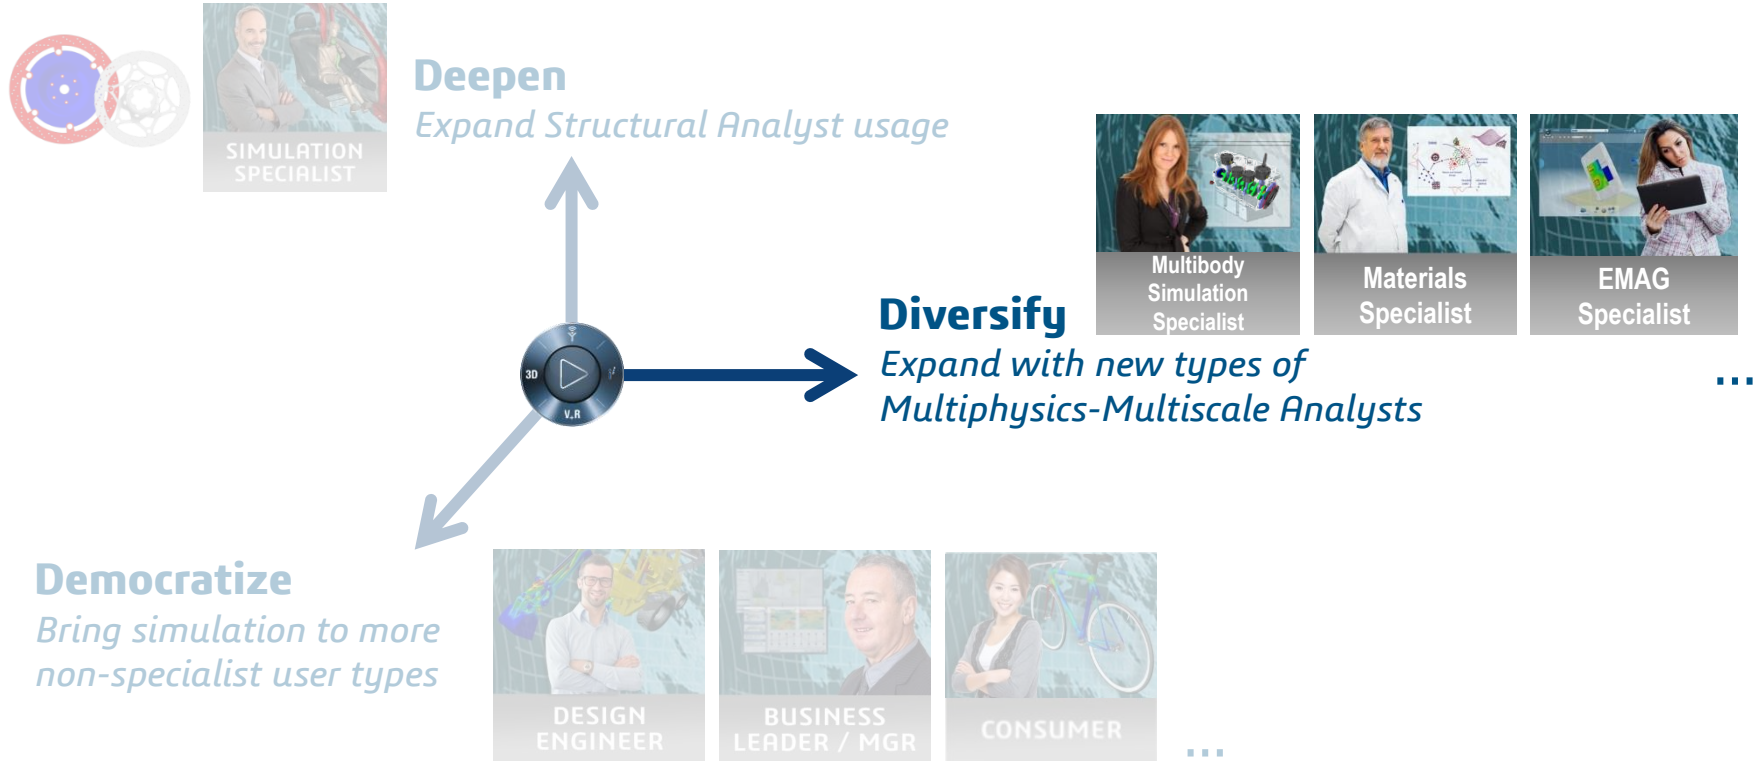 SIMULATION
SPECIALIST
Deepen
Expand Structural Analyst usage
Multibody
Simulation
Specialist
Materials
Specialist
EMAG
Specialist
Diversify
Expand with new types of
Multiphysics-Multiscale Analysts
...
3D
V.R
Democratize
Bring simulation to more
non-specialist user types
DESIGN
ENGINEER
BUSINESS
LEADER / MGR
CONSUMER
...